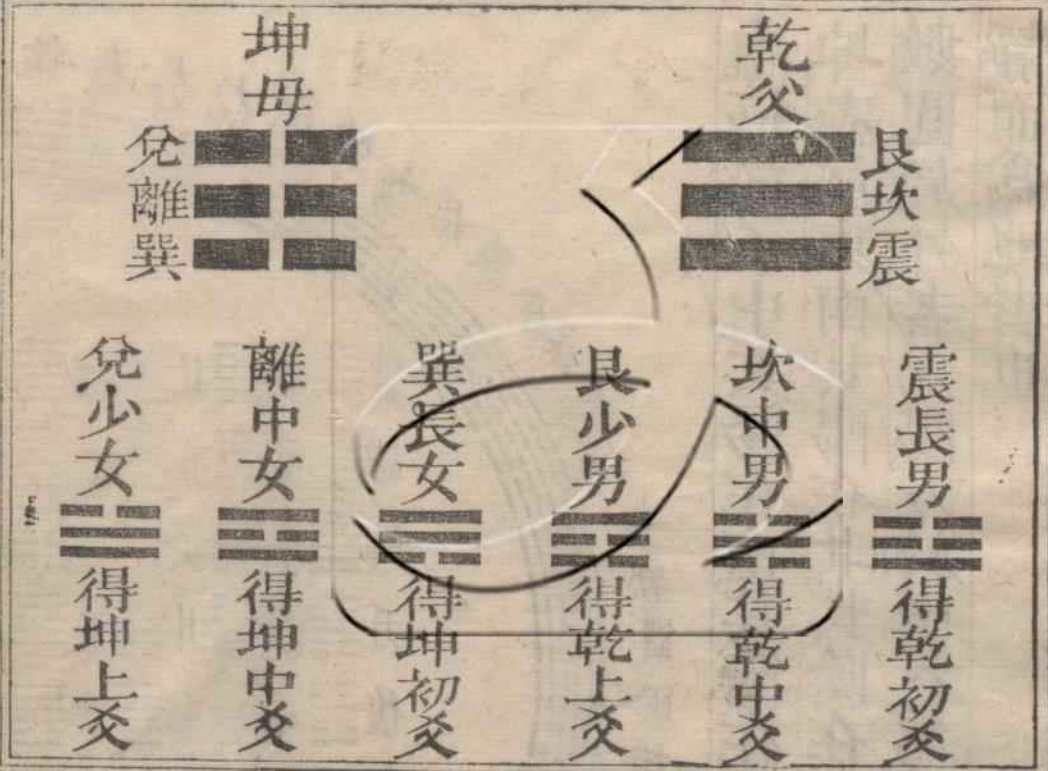 乾父
艮坎震
坤母
兌離巽
震長男
得乾初爻
坎中男
得乾中爻
艮少男
得乾上爻
巽長女
得坤初爻
離中女
得坤中爻
兌少女
得坤上爻